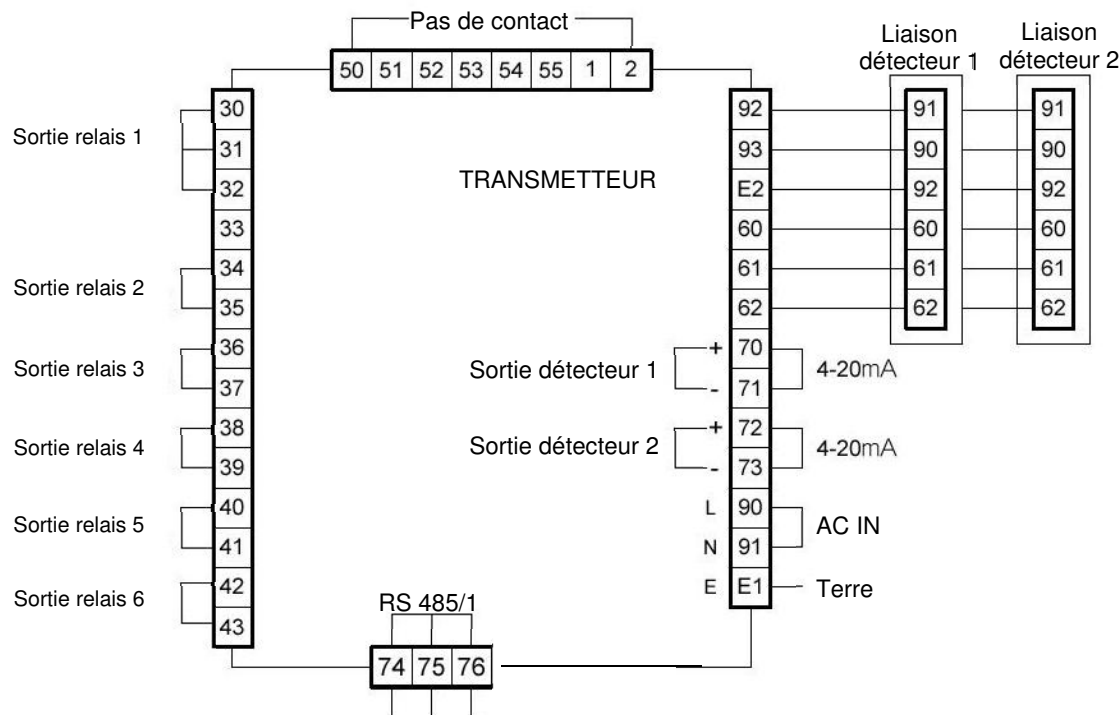 Pas de contact
50 51 52 53 54 55 1 2
Liaison
détecteur 1
Liaison
détecteur 2
Sortie relais 1
30
31
32
33
Sortie relais 2
34
35
Sortie relais 3
36
37
Sortie relais 4
38
39
Sortie relais 5
40
41
Sortie relais 6
42
43
TRANSMETTEUR
92 91 91
93 90 90
E2 92 92
60 60 60
61 61 61
62 62 62
Sortie détecteur 1
+ 70
- 71
4-20mA
Sortie détecteur 2
+ 72
- 73
4-20mA
L 90
N 91
AC IN
E E1 Terre
RS 485/1
74 75 76